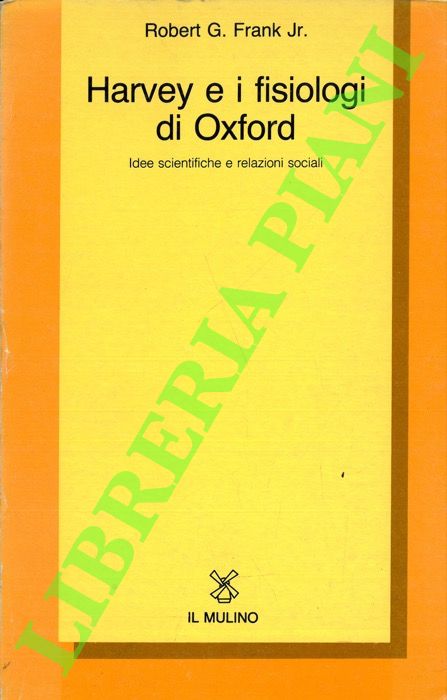 Robert G. Frank Jr.
Harvey e i fisiologi
di Oxford
Idee scientifiche e relazioni sociali
LIBRERIA PIANI
IL MULINO